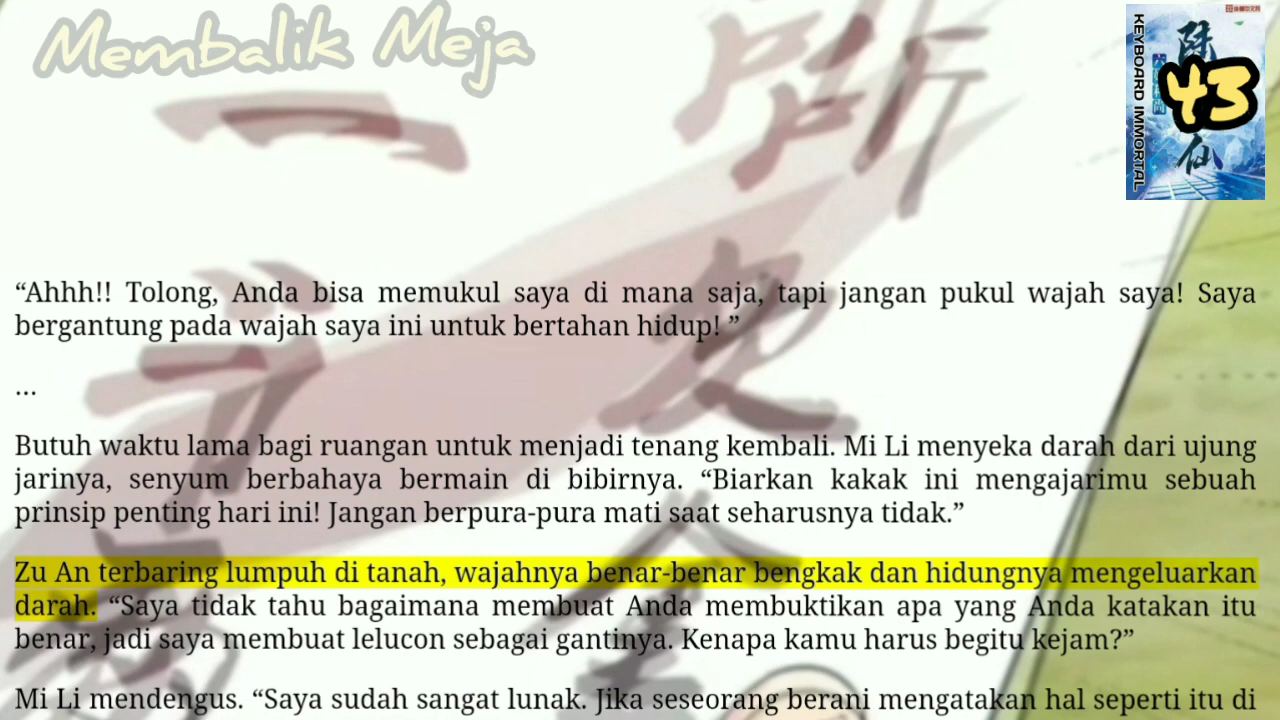 Membalik Meja
KEYBOARD IMMORTAL
43
“Ahhh!! Tolong, Anda bisa memukul saya di mana saja, tapi jangan pukul wajah saya! Saya
bergantung pada wajah saya ini untuk bertahan hidup! ”
...
Butuh waktu lama bagi ruangan untuk menjadi tenang kembali. Mi Li menyeka darah dari ujung
jarinya, senyum berbahaya bermain di bibirnya. “Biarkan kakak ini mengajarimu sebuah
prinsip penting hari ini! Jangan berpura-pura mati saat seharusnya tidak.”
Zu An terbaring lumpuh di tanah, wajahnya benar-benar bengkak dan hidungnya mengeluarkan
darah. “Saya tidak tahu bagaimana membuat Anda membuktikan apa yang Anda katakan itu
benar, jadi saya membuat lelucon sebagai gantinya. Kenapa kamu harus begitu kejam?”
Mi Li mendengus. “Saya sudah sangat lunak. Jika seseorang berani mengatakan hal seperti itu di